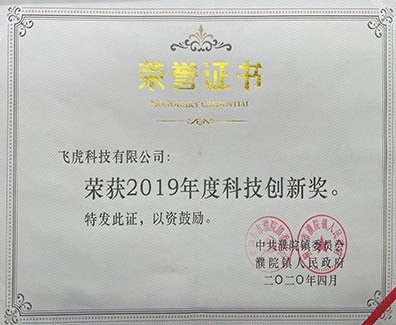 荣誉证书
HONORARY CREDENTIAL
飞虎科技有限公司：
荣获2019年度科技创新奖。
特发此证，以资鼓励。
中共濮院镇委员会
濮院镇人民政府
二〇二〇年四月